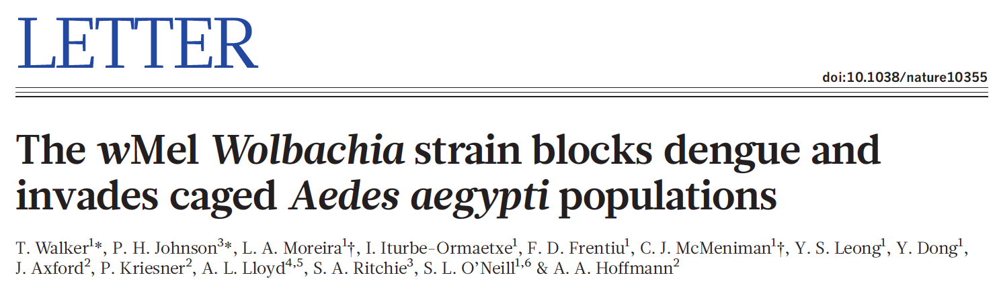 LETTER
doi:10.1038/nature10355
The wMel Wolbachia strain blocks dengue and
invades caged Aedes aegypti populations
T. Walker1*, P. H. Johnson3*, L. A. Moreira1†, I. Iturbe-Ormaetxe1, F. D. Frentiu1, C. J. McMeniman1†, Y. S. Leong1, Y. Dong1,
J. Axford2, P. Kriesner2, A. L. Lloyd4,5, S. A. Ritchie3, S. L. O’Neill1,6 & A. A. Hoffmann2